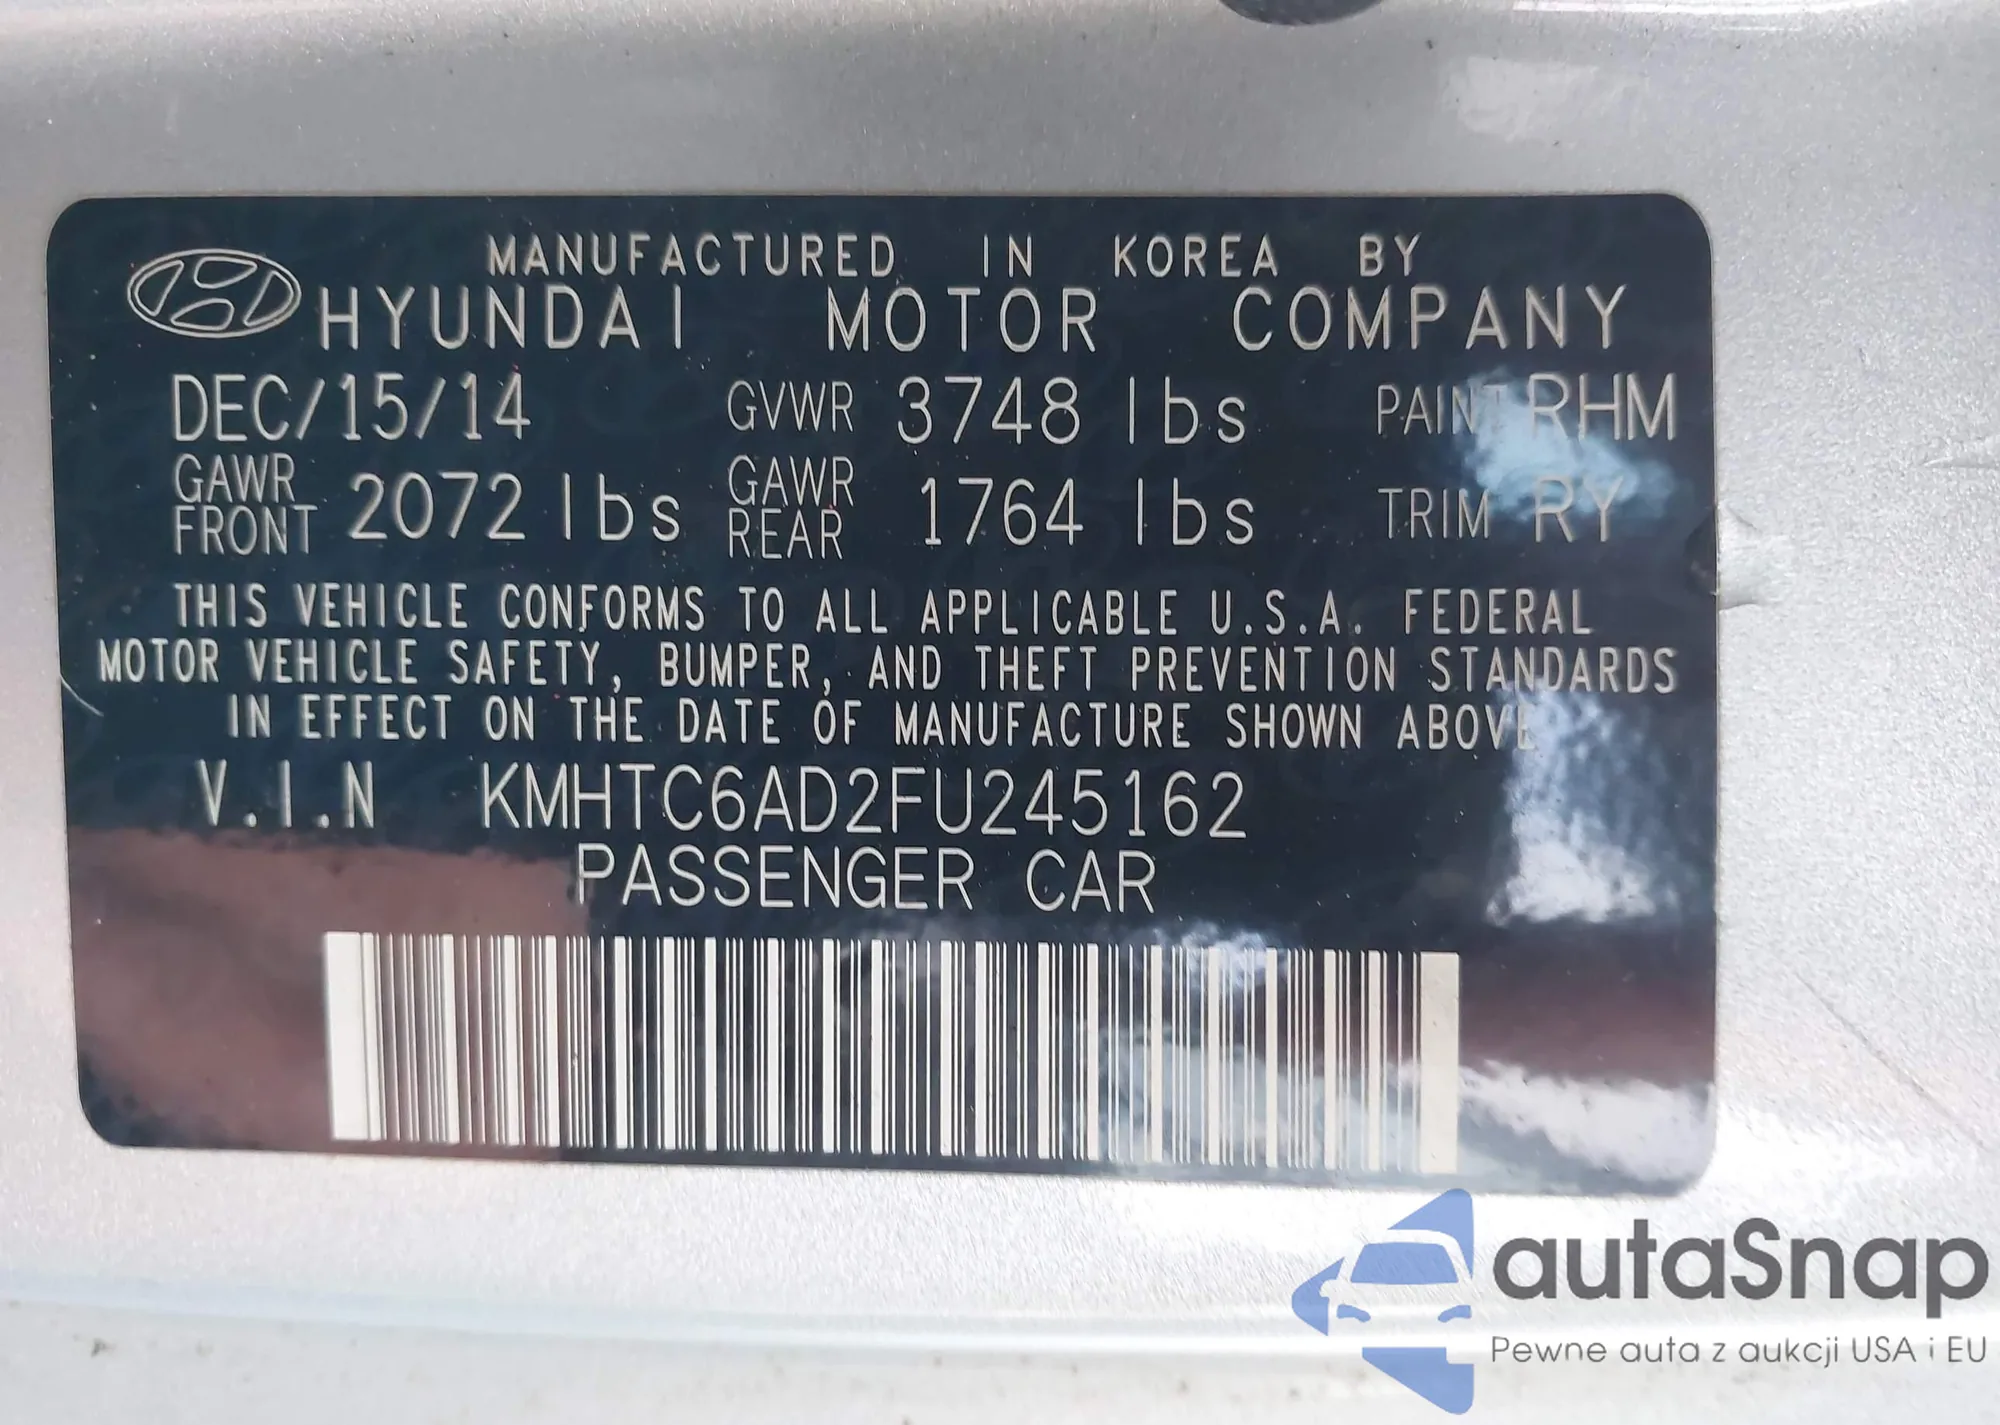 MANUFACTURED IN KOREA BY
HYUNDAI MOTOR COMPANY
DEC/15/14 GVWR 3748 lbs PAINT RHM
GAWR FRONT 2072 lbs GAWR REAR 1764 lbs TRIM RY
THIS VEHICLE CONFORMS TO ALL APPLICABLE U.S.A. FEDERAL
MOTOR VEHICLE SAFETY, BUMPER, AND THEFT PREVENTION STANDARDS
IN EFFECT ON THE DATE OF MANUFACTURE SHOWN ABOVE
V.I.N KMHTC6AD2FU245162
PASSENGER CAR
autaSnap
Pewne auta z aukcji USA i EU